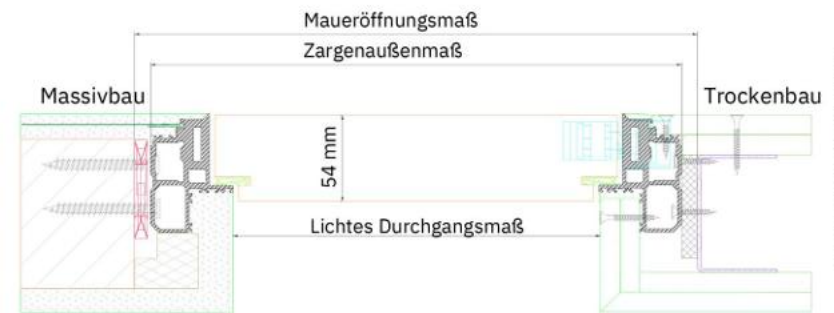 Maueröffnungsmaß
Zargenaußenmaß
Massivbau
Trockenbau
54 mm
Lichtes Durchgangsmaß